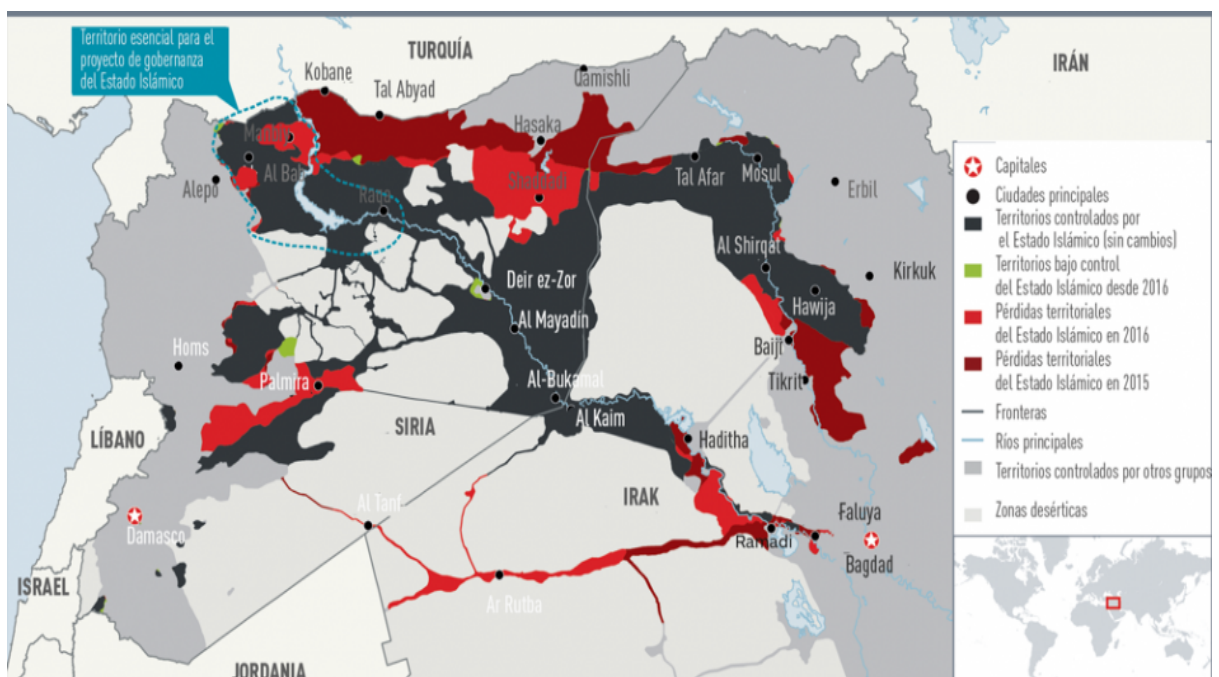 Territorio esencial para el
proyecto de gobernanza
del Estado Islámico
TURQUÍA
IRÁN
Kobane
Tal Abyad
Qamishli
Hasaka
Manbij
Al Bab
Alepo
Raqq
Shadadi
Tal Afar
Mosul
Erbil
Al Shirqat
Kirkuk
Hawija
Deir ez-Zor
Al Mayadín
Baiji
Tikrit
Homs
Palmira
Al-Bukamal
Al Kaim
SIRIA
Haditha
LÍBANO
IRAK
Al Tanf
Faluya
Damasco
Ramadi
Bagdad
ISRAEL
Ar Rutba
JORDANIA
Capitales
Ciudades principales
Territorios controlados por
el Estado Islámico (sin cambios)
Territorios bajo control
del Estado Islámico desde 2016
Pérdidas territoriales
del Estado Islámico en 2016
Pérdidas territoriales
del Estado Islámico en 2015
Fronteras
Ríos principales
Territorios controlados por otros grupos
Zonas desérticas